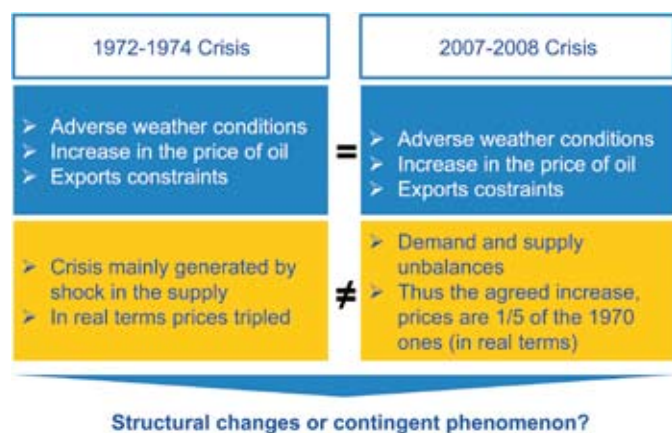 1972-1974 Crisis
2007-2008 Crisis
➢ Adverse weather conditions
➢ Increase in the price of oil
➢ Exports constraints
=
➢ Adverse weather conditions
➢ Increase in the price of oil
➢ Exports costraints
➢ Crisis mainly generated by
shock in the supply
➢ In real terms prices tripled
≠
➢ Demand and supply
unbalances
➢ Thus the agreed increase,
prices are 1/5 of the 1970
ones (in real terms)
Structural changes or contingent phenomenon?